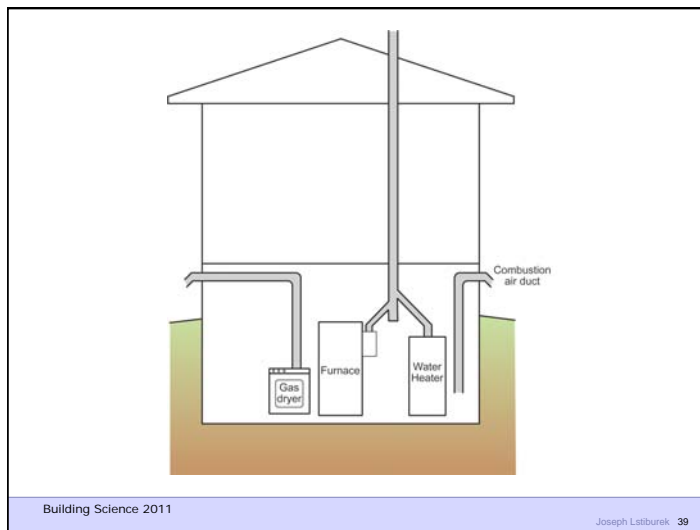 Combustion
air duct
Furnace
Water
Heater
Gas
dryer
Building Science 2011
Joseph Lstiburek 39